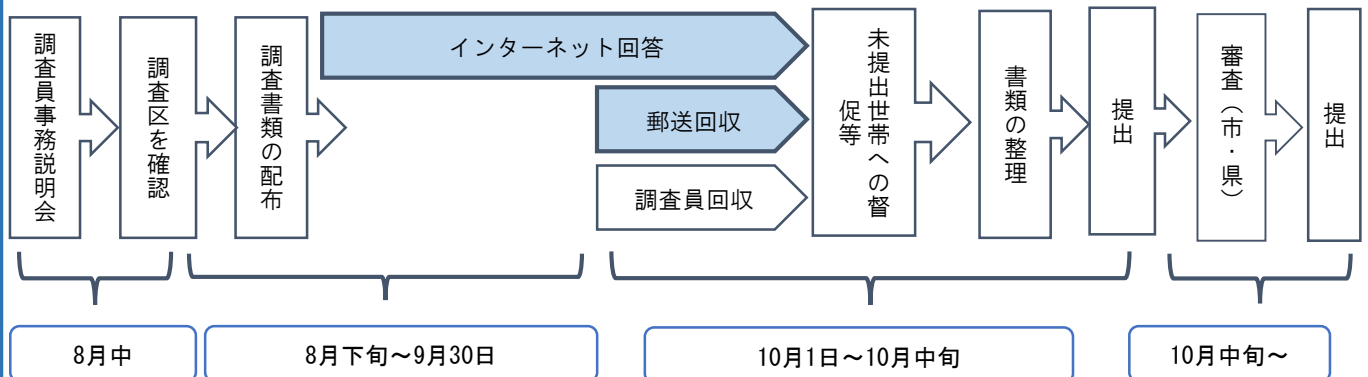 調査員事務説明会
調査区を確認
調査書類の配布
インターネット回答
郵送回収
調査員回収
未提出世帯への督
促等
書類の整理
提出
審査（市・県）
提出
8月中
8月下旬～9月30日
10月1日～10月中旬
10月中旬～